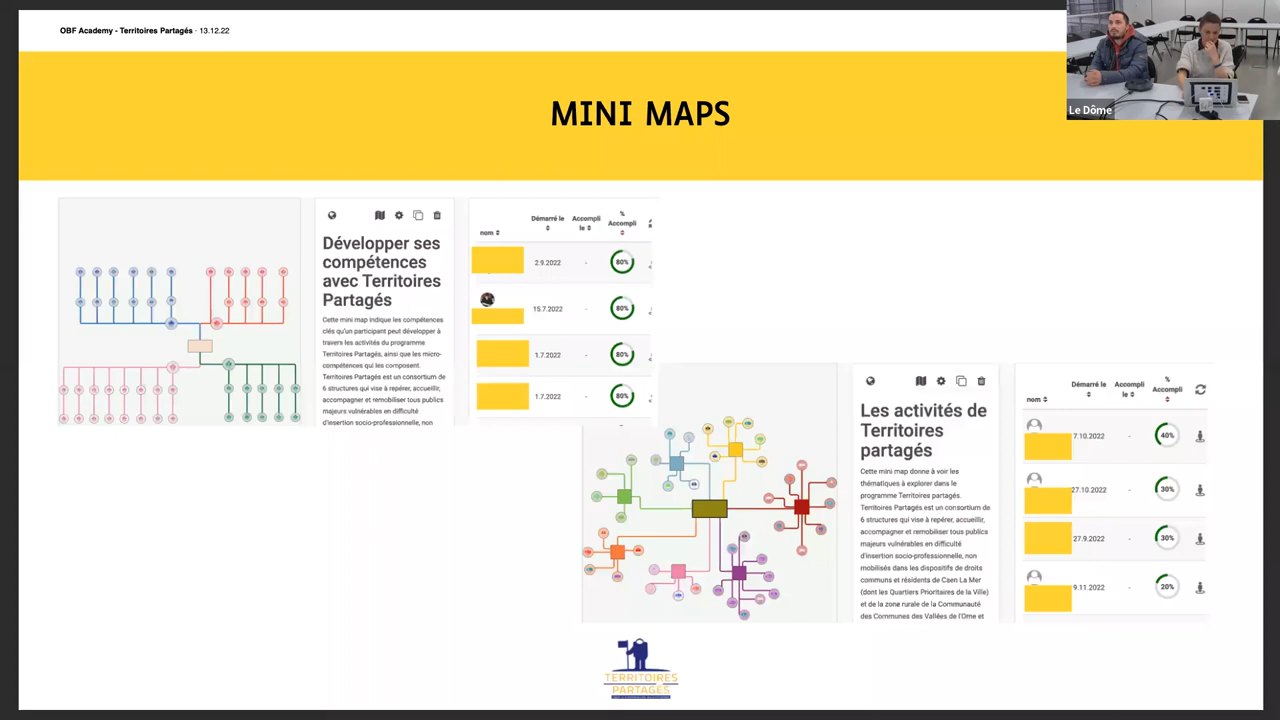 OBF Academy - Territoires Partagés · 13.12.22
MINI MAPS
Le Dôme
Développer ses
compétences
avec Territoires
Partagés
Cette mini map indique les compétences
clés qu'un participant peut développer à
travers les activités du programme
Territoires Partagés, ainsi que les micro-
compétences qui les composent.
Territoires Partagés est un consortium de
6 structures qui vise à repérer, accueillir,
accompagner et remobiliser tous publics
majeurs vulnérables en difficulté
d'insertion socio-professionnelle, non
nom
Démarré le
Accompli
le
%
Accompli
2.9.2022 - 80%
15.7.2022 - 80%
1.7.2022 - 80%
1.7.2022 - 80%
Les activités de
Territoires
partagés
Cette mini map donne à voir les
thématiques à explorer dans le
programme Territoires partagés.
Territoires Partagés est un consortium de
6 structures qui vise à repérer, accueillir,
accompagner et remobiliser tous publics
majeurs vulnérables en difficulté
d'insertion socio-professionnelle, non
mobilisés dans les dispositifs de droits
communs et résidents de Caen La Mer
(dont les Quartiers Prioritaires de la Ville)
et de la zone rurale de la Communauté
des Communes des Vallées de l'Orne et
nom
Démarré le
Accompli
le
%
Accompli
7.10.2022 - 40%
27.10.2022 - 30%
27.9.2022 - 30%
9.11.2022 - 20%
TERRITOIRES
PARTAGÉS